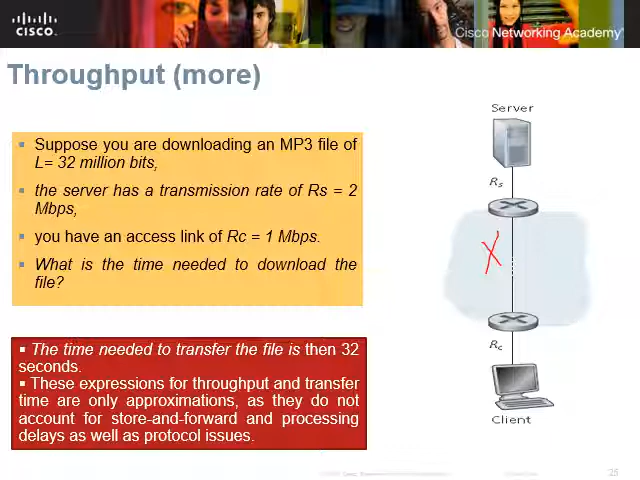 CISCO
Cisco Networking Academy
Throughput (more)
Server
▪ Suppose you are downloading an MP3 file of
L= 32 million bits,
▪ the server has a transmission rate of Rs = 2
Mbps,
▪ you have an access link of Rc = 1 Mbps.
▪ What is the time needed to download the
file?
Rs
Rc
Client
▪ The time needed to transfer the file is then 32
seconds.
▪ These expressions for throughput and transfer
time are only approximations, as they do not
account for store-and-forward and processing
delays as well as protocol issues.
25